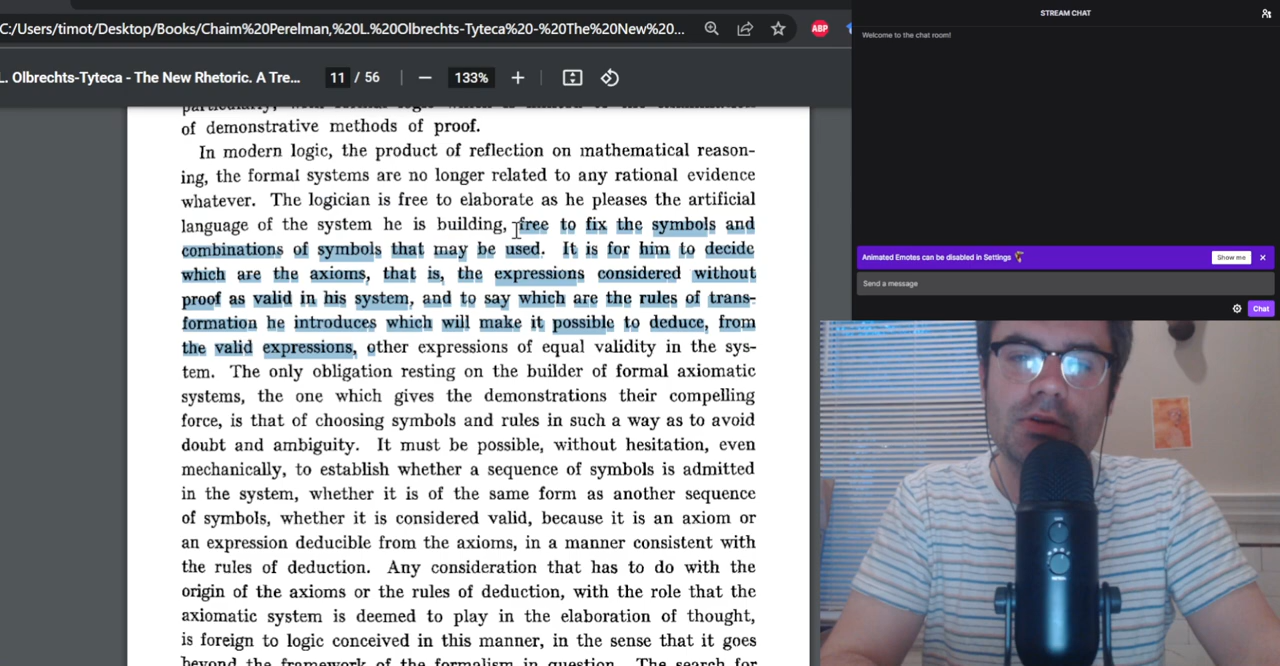 C:/Users/timot/Desktop/Books/Chaim%20Perelman,%20L.%20Olbrechts-Tyteca%20-%20The%20New%20...
ABP
L. Olbrechts-Tyteca - The New Rhetoric. A Tre...
11 / 56
— 133% +
of demonstrative methods of proof.
In modern logic, the product of reflection on mathematical reason-
ing, the formal systems are no longer related to any rational evidence
whatever. The logician is free to elaborate as he pleases the artificial
language of the system he is building, free to fix the symbols and
combinations of symbols that may be used. It is for him to decide
which are the axioms, that is, the expressions considered without
proof as valid in his system, and to say which are the rules of trans-
formation he introduces which will make it possible to deduce, from
the valid expressions, other expressions of equal validity in the sys-
tem. The only obligation resting on the builder of formal axiomatic
systems, the one which gives the demonstrations their compelling
force, is that of choosing symbols and rules in such a way as to avoid
doubt and ambiguity. It must be possible, without hesitation, even
mechanically, to establish whether a sequence of symbols is admitted
in the system, whether it is of the same form as another sequence
of symbols, whether it is considered valid, because it is an axiom or
an expression deducible from the axioms, in a manner consistent with
the rules of deduction. Any consideration that has to do with the
origin of the axioms or the rules of deduction, with the role that the
axiomatic system is deemed to play in the elaboration of thought,
is foreign to logic conceived in this manner, in the sense that it goes
beyond the framework of the formalism in question. The search for
STREAM CHAT
Welcome to the chat room!
Animated Emotes can be disabled in Settings
Show me
Send a message
Chat